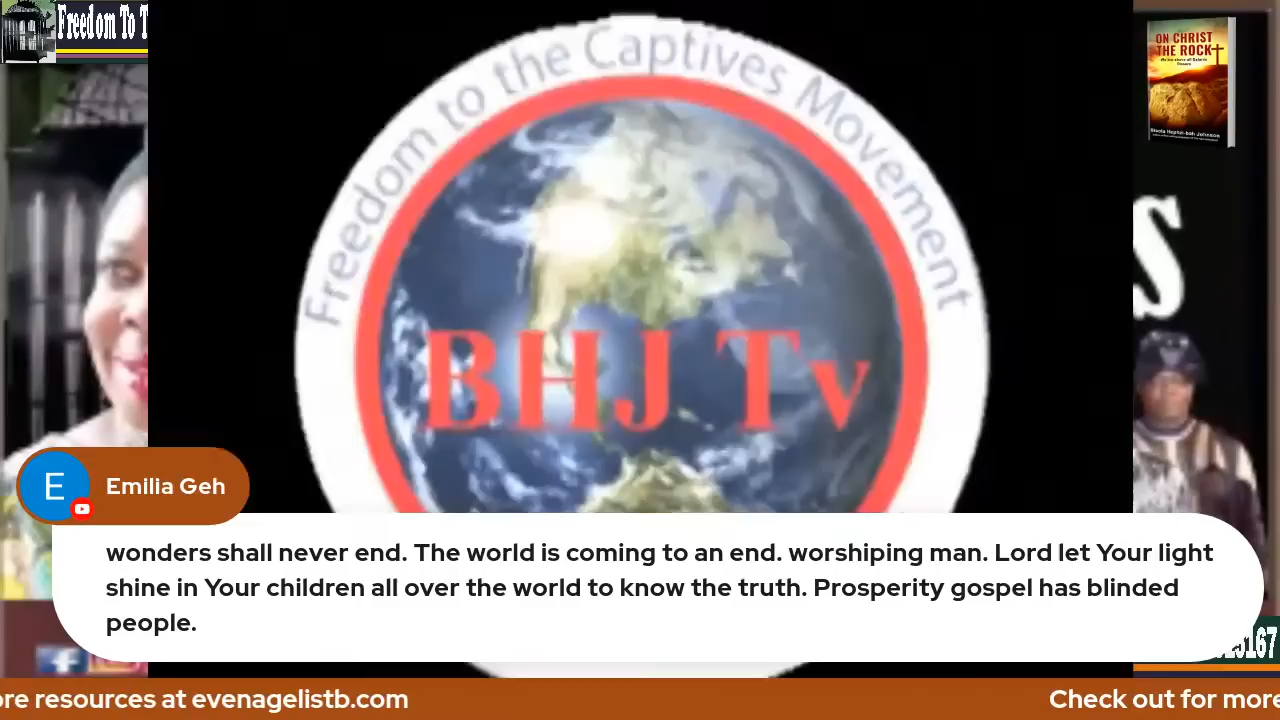 Freedom To T
Freedom to the Captives Movement
ON CHRIST
THE ROCK
BHJ Tv
S
E
Emilia Geh
wonders shall never end. The world is coming to an end. worshiping man. Lord let Your light
shine in Your children all over the world to know the truth. Prosperity gospel has blinded
people.
5167
ore resources at evenagelistb.com
Check out for more